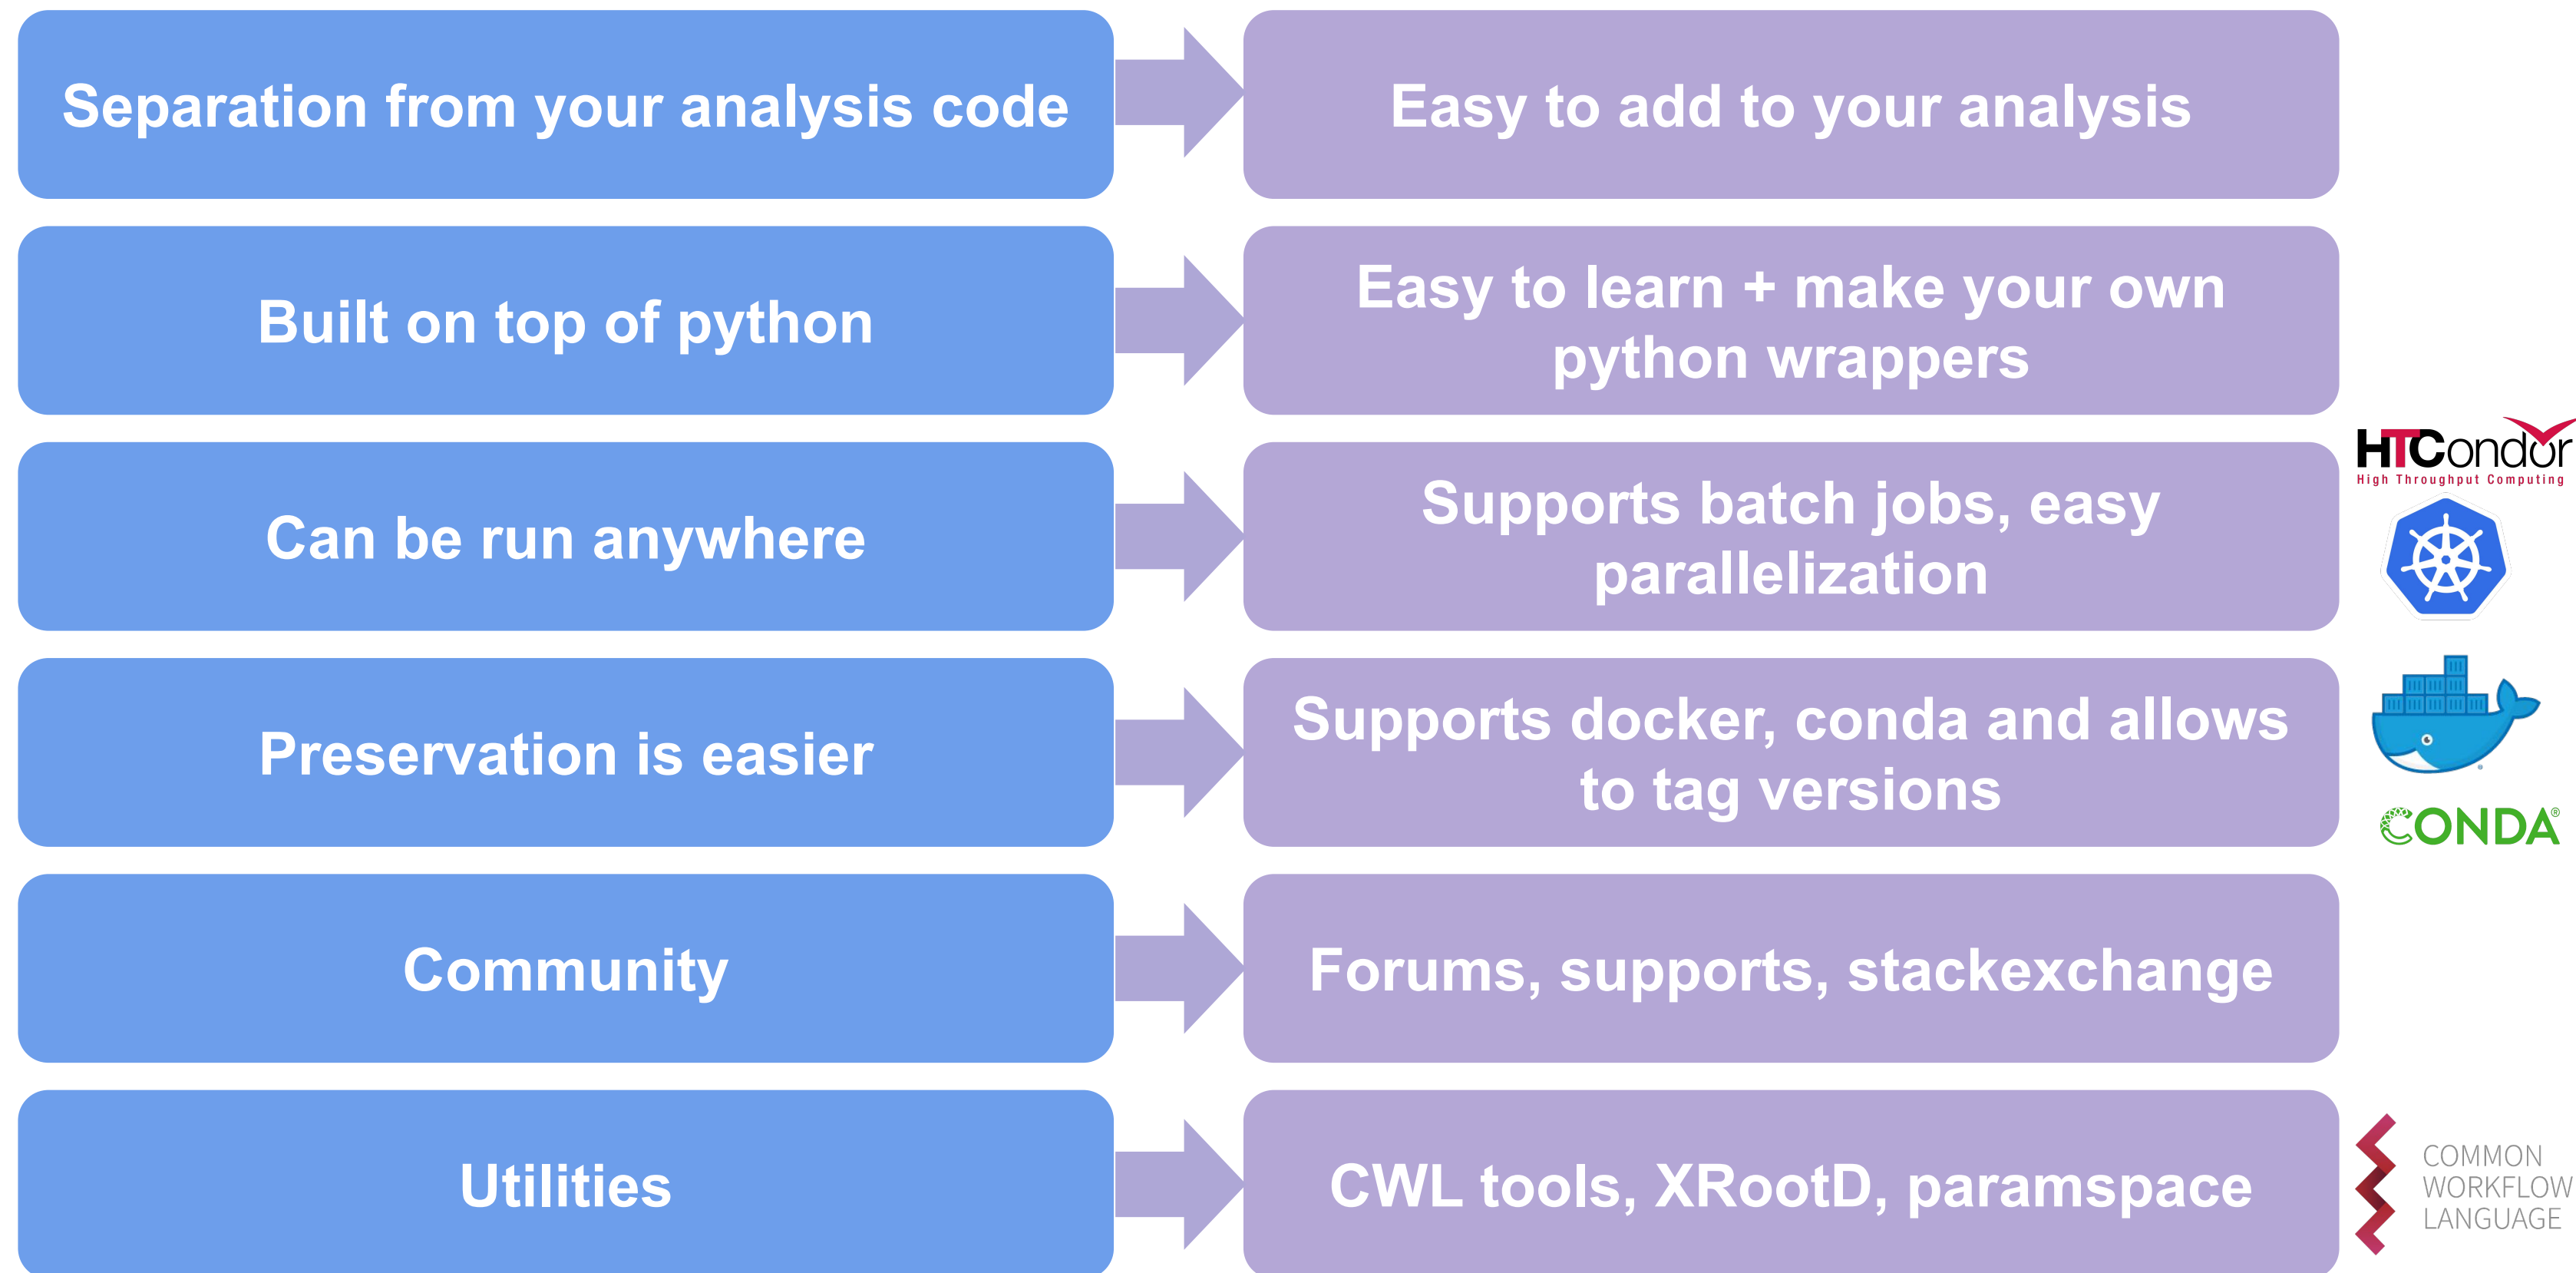 Separation from your analysis code
Easy to add to your analysis
Built on top of python
Easy to learn + make your own
python wrappers
Can be run anywhere
Supports batch jobs, easy
parallelization
HTCondor
High Throughput Computing
Preservation is easier
Supports docker, conda and allows
to tag versions
CONDA®
Community
Forums, supports, stackexchange
Utilities
CWL tools, XRootD, paramspace
COMMON
WORKFLOW
LANGUAGE